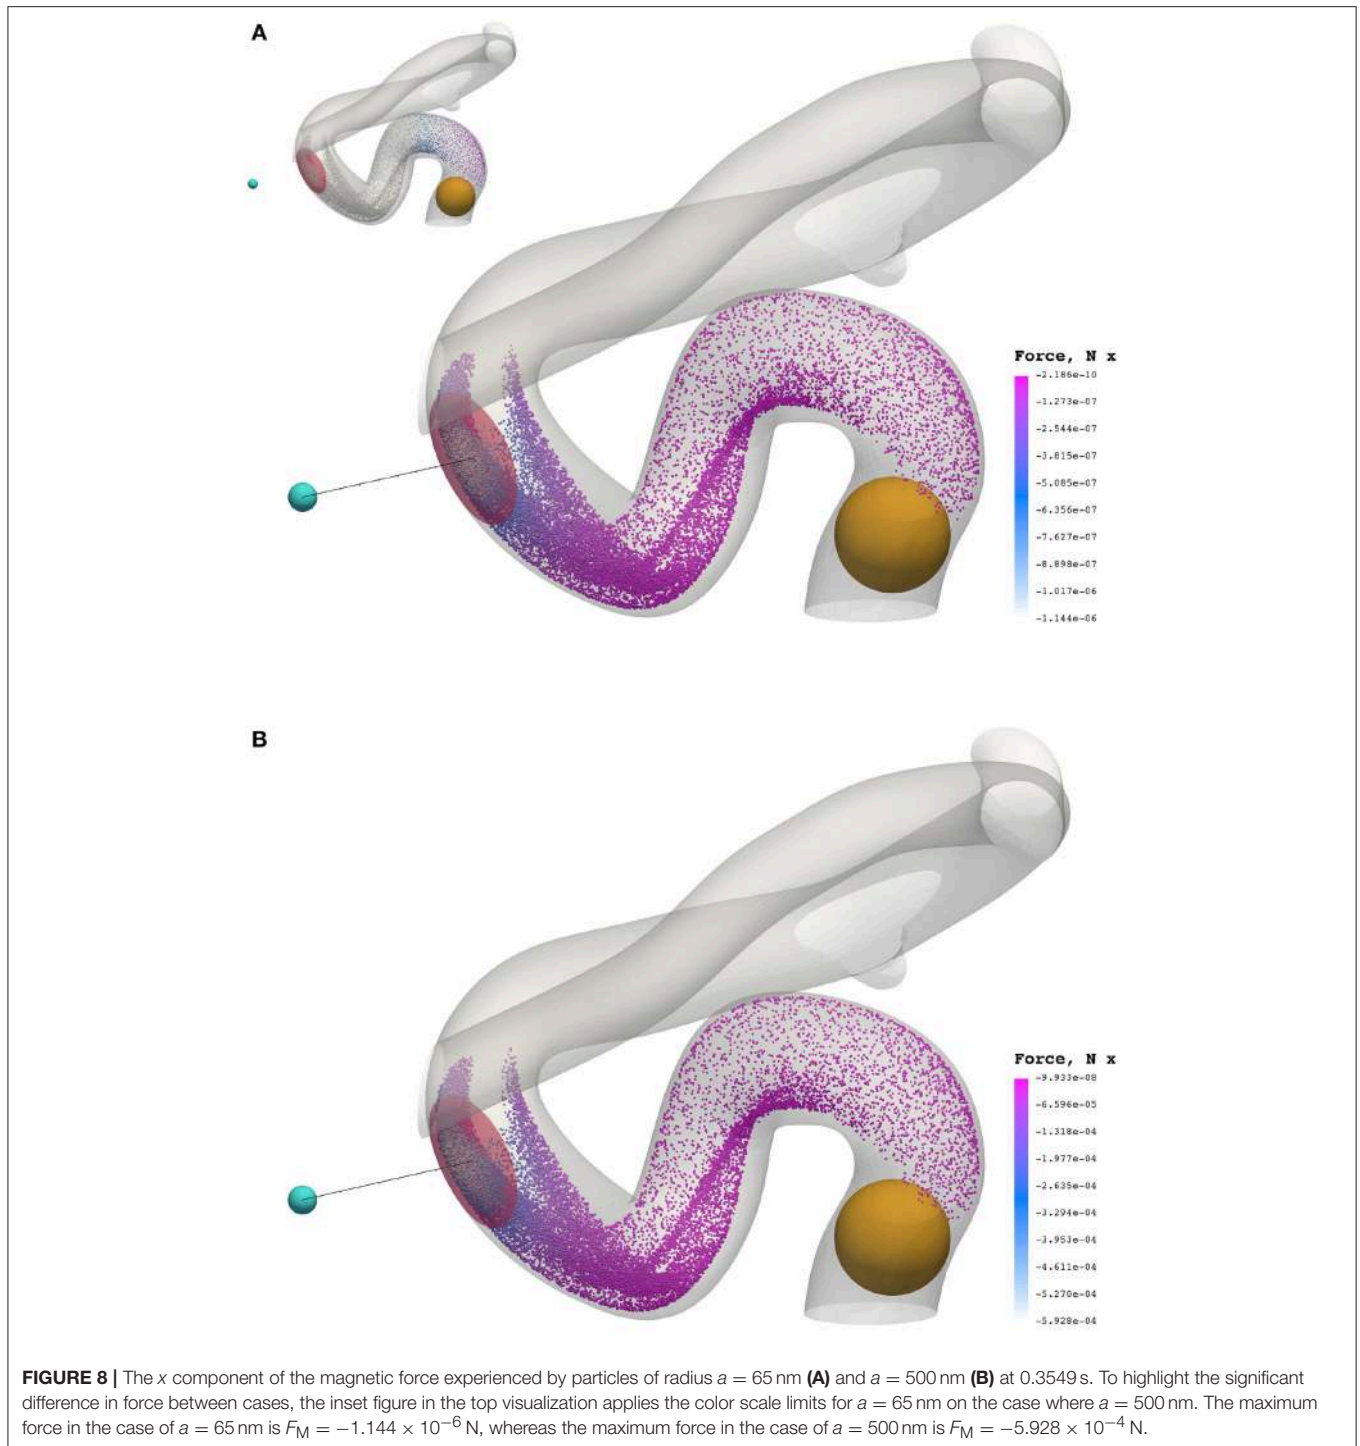 A
Force, N x
-2.186e-10
-1.273e-07
-2.544e-07
-3.815e-07
-5.085e-07
-6.356e-07
-7.627e-07
-8.898e-07
-1.017e-06
-1.144e-06
B
Force, N x
-9.933e-08
-6.596e-05
-1.318e-04
-1.977e-04
-2.635e-04
-3.294e-04
-3.953e-04
-4.611e-04
-5.270e-04
-5.928e-04
FIGURE 8 | The x component of the magnetic force experienced by particles of radius a = 65 nm (A) and a = 500 nm (B) at 0.3549 s. To highlight the significant
difference in force between cases, the inset figure in the top visualization applies the color scale limits for a = 65 nm on the case where a = 500 nm. The maximum
force in the case of a = 65 nm is F_M = −1.144 × 10⁻⁶ N, whereas the maximum force in the case of a = 500 nm is F_M = −5.928 × 10⁻⁴ N.